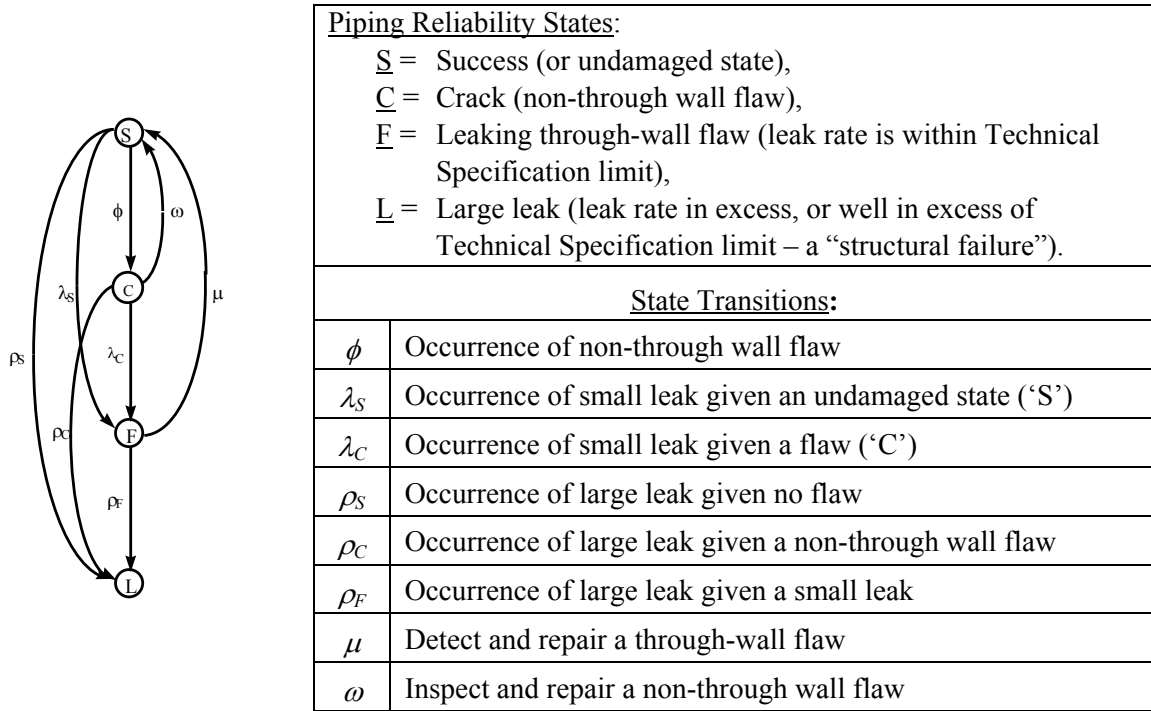 S
ϕ
ω
C
λS
μ
ρS
λC
ρC
F
ρF
L
Piping Reliability States:
S = Success (or undamaged state),
C = Crack (non-through wall flaw),
F = Leaking through-wall flaw (leak rate is within Technical
Specification limit),
L = Large leak (leak rate in excess, or well in excess of
Technical Specification limit – a “structural failure”).
State Transitions:
ϕ Occurrence of non-through wall flaw
λS Occurrence of small leak given an undamaged state (‘S’)
λC Occurrence of small leak given a flaw (‘C’)
ρS Occurrence of large leak given no flaw
ρC Occurrence of large leak given a non-through wall flaw
ρF Occurrence of large leak given a small leak
μ Detect and repair a through-wall flaw
ω Inspect and repair a non-through wall flaw